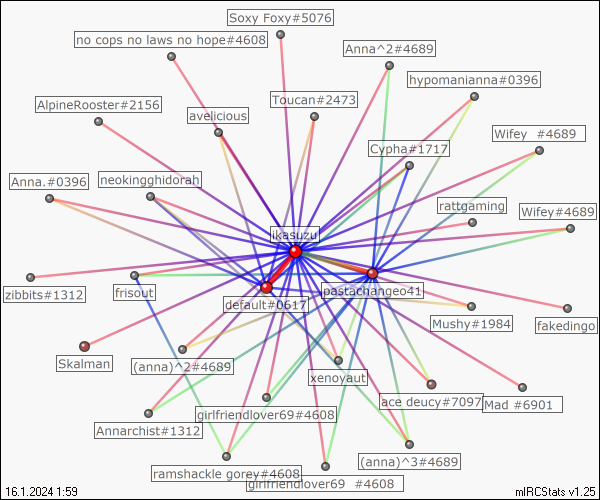 Soxy Foxy#5076
no cops no laws no hope#4608
Anna^2#4689
hypomanianna#0396
AlpineRooster#2156
Toucan#2473
avelicious
Wifey  #4689
Cypha#1717
Anna.#0396
neokingghidorah
rattgaming
Wifey#4689
ikasuzu
zibbits#1312
frisout
default#0617
pastachangeo41
Mushy#1984
fakedingo
Skalman
(anna)^2#4689
xenoyaut
ace deucy#7097
Mad #6901
girlfriendlover69#4608
Annarchist#1312
(anna)^3#4689
ramshackle gorey#4608
girlfriendlover69  #4608
16.1.2024 1:59
mIRCStats v1.25